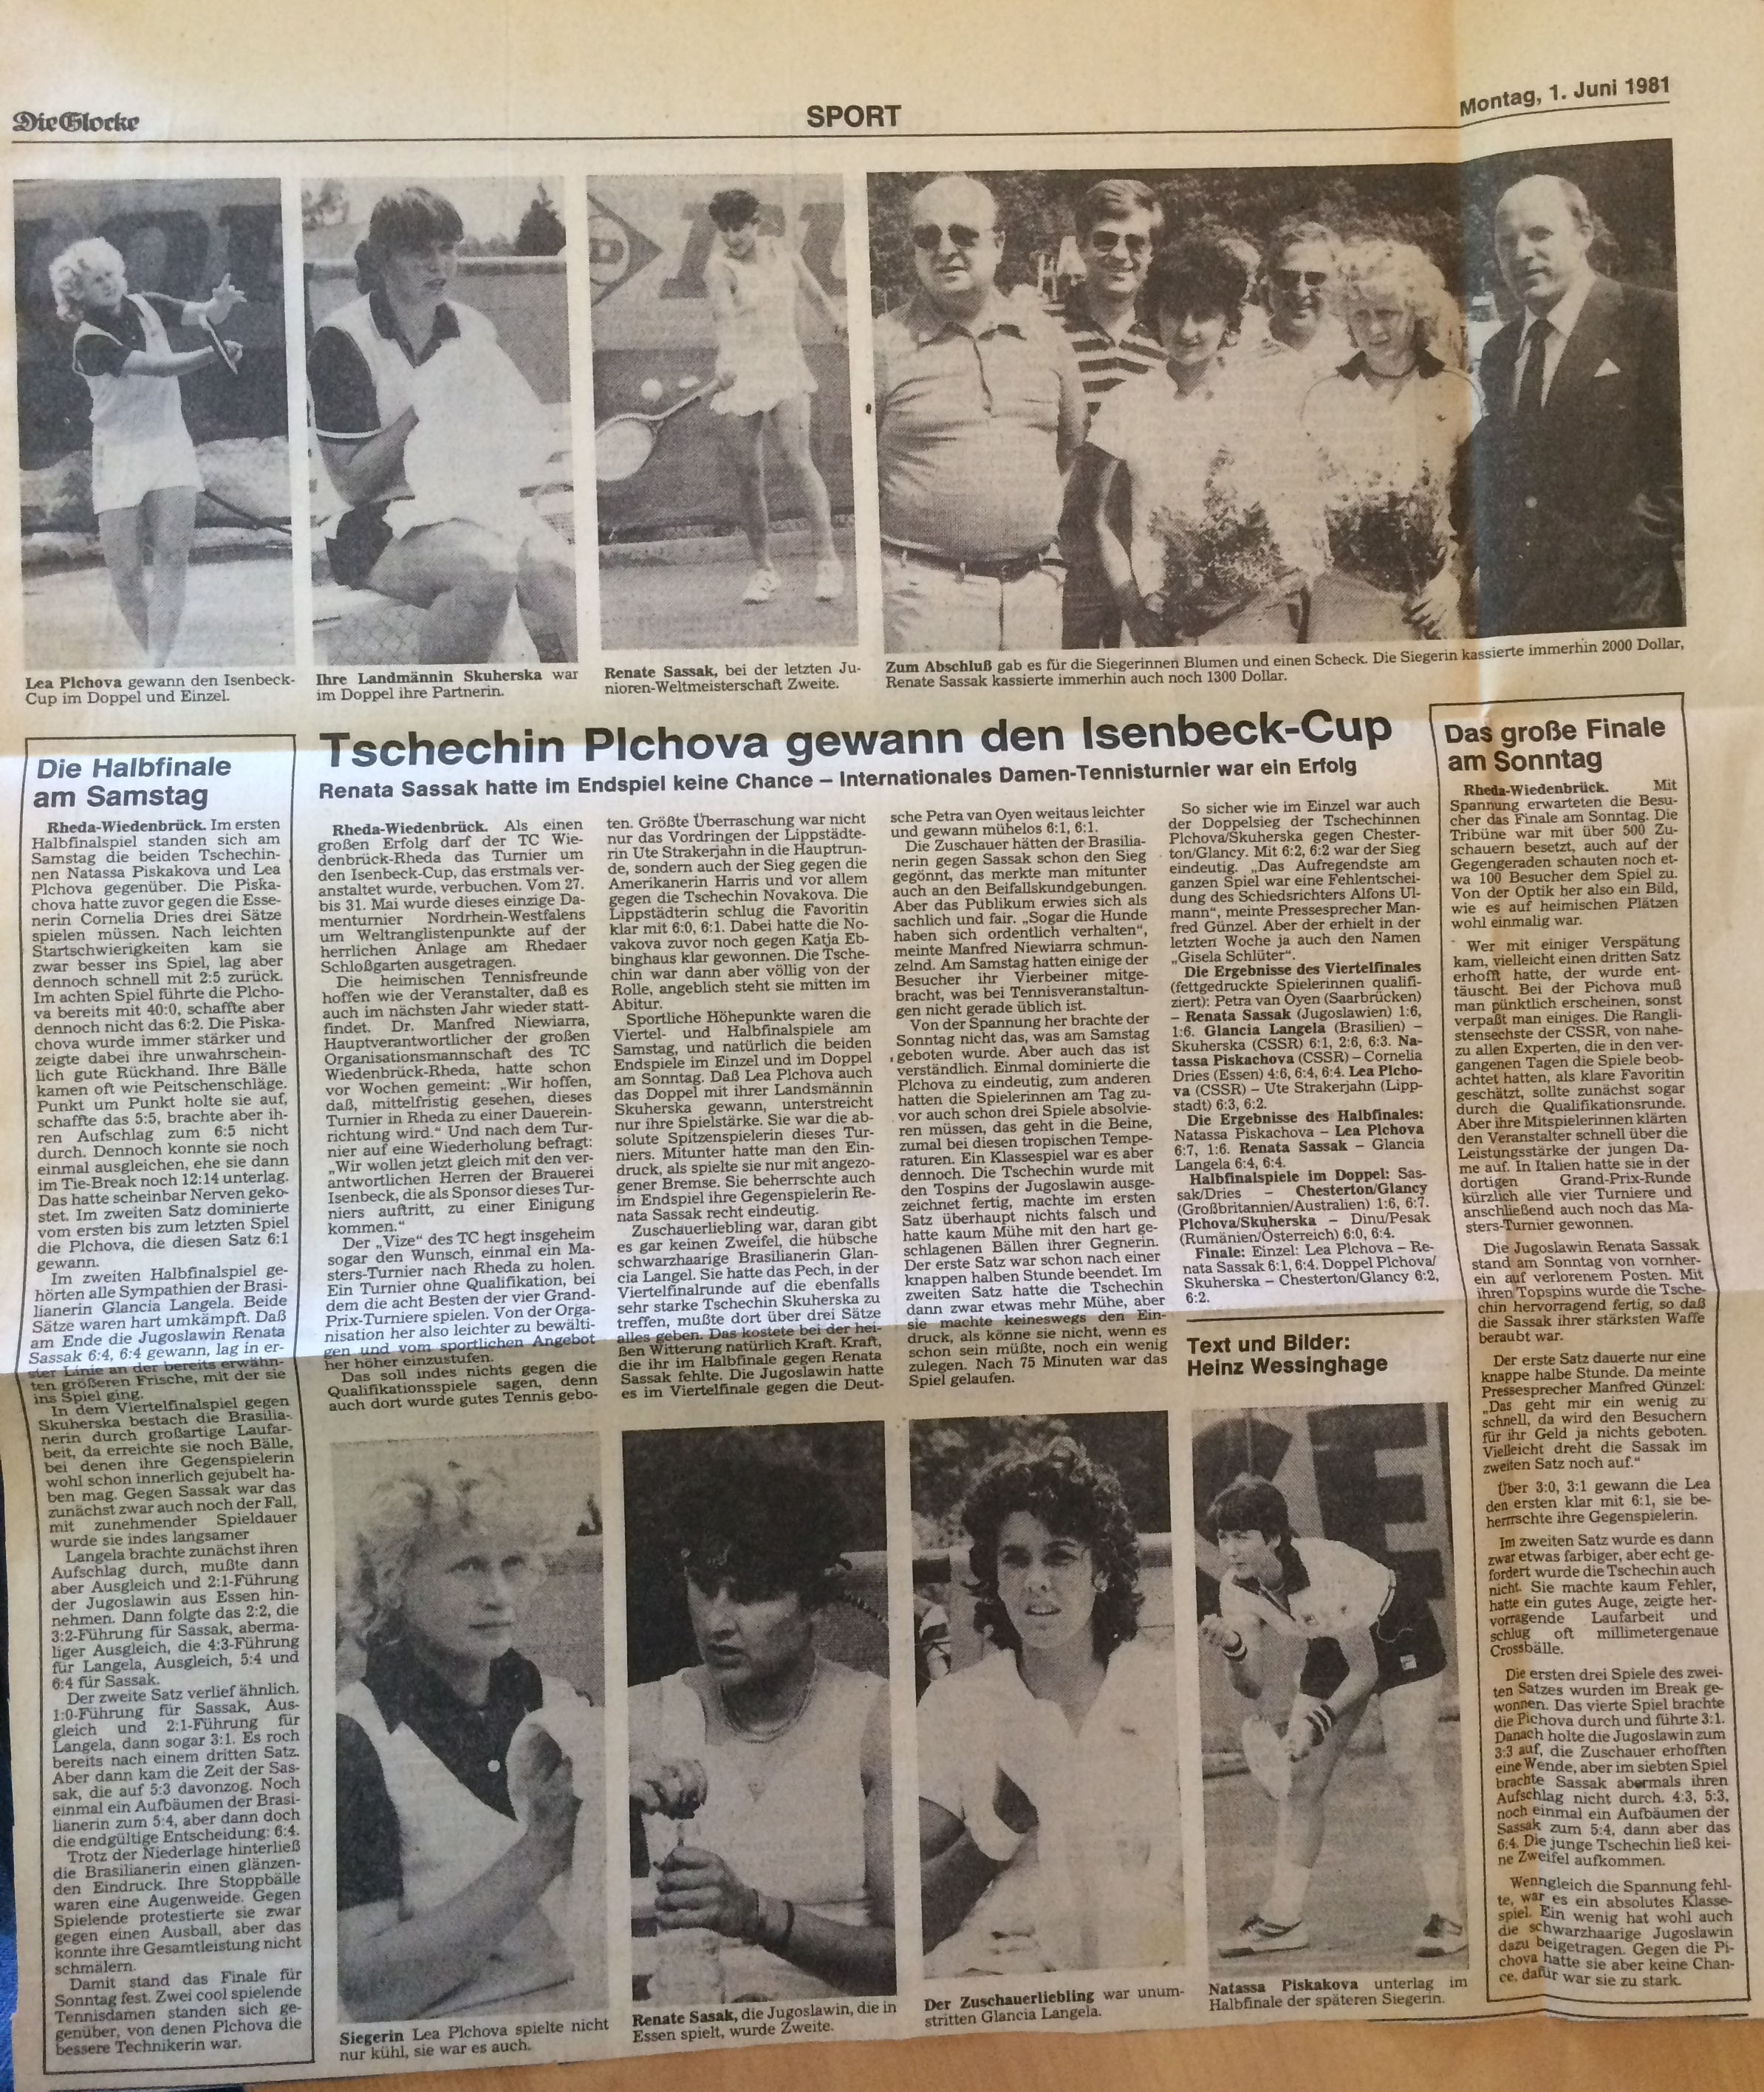 Die Glocke
SPORT
Montag, 1. Juni 1981
Lea Plchova gewann den Isenbeck-
Cup im Doppel und Einzel.
Ihre Landmännin Skuherska war
im Doppel ihre Partnerin.
Renate Sassak, bei der letzten Ju-
nioren-Weltmeisterschaft Zweite.
Zum Abschluß gab es für die Siegerinnen Blumen und einen Scheck. Die Siegerin kassierte immerhin 2000 Dollar,
Renate Sassak kassierte immerhin auch noch 1300 Dollar.
Die Halbfinale
am Samstag
Rheda-Wiedenbrück. Im ersten
Halbfinalspiel standen sich am
Samstag die beiden Tschechin-
nen Natassa Piskakova und Lea
Plchova gegenüber. Die Piska-
chova hatte zuvor gegen die Esse-
nerin Cornelia Dries drei Sätze
spielen müssen. Nach leichten
Startschwierigkeiten kam sie
zwar besser ins Spiel, lag aber
dennoch schnell mit 2:5 zurück.
Im achten Spiel führte die Plcho-
va bereits mit 40:0, schaffte aber
dennoch nicht das 6:2. Die Piska-
chova wurde immer stärker und
zeigte dabei ihre unwahrschein-
lich gute Rückhand. Ihre Bälle
kamen oft wie Peitschenschläge.
Punkt um Punkt holte sie auf,
schaffte das 5:5, brachte aber ih-
ren Aufschlag zum 6:5 nicht
durch. Dennoch konnte sie noch
einmal ausgleichen, ehe sie dann
im Tie-Break noch 12:14 unterlag.
Das hatte scheinbar Nerven geko-
stet. Im zweiten Satz dominierte
vom ersten bis zum letzten Spiel
die Plchova, die diesen Satz 6:1
gewann.
Im zweiten Halbfinalspiel ge-
hörten alle Sympathien der Brasi-
lianerin Glancia Langela. Beide
Sätze waren hart umkämpft. Daß
am Ende die Jugoslawin Renata
Sassak 6:4, 6:4 gewann, lag in er-
ster Linie an der bereits erwähn-
ten größeren Frische, mit der sie
ins Spiel ging.
In dem Viertelfinalspiel gegen
Skuherska bestach die Brasilia-
nerin durch großartige Laufar-
beit, da erreichte sie noch Bälle,
bei denen ihre Gegenspielerin
wohl schon innerlich gejubelt ha-
ben mag. Gegen Sassak war das
zunächst zwar auch noch der Fall,
mit zunehmender Spieldauer
wurde sie indes langsamer
Langela brachte zunächst ihren
Aufschlag durch, mußte dann
aber Ausgleich und 2:1-Führung
der Jugoslawin aus Essen hin-
nehmen. Dann folgte das 2:2, die
3:2-Führung für Sassak, aberma-
liger Ausgleich, die 4:3-Führung
für Langela, Ausgleich, 5:4 und
6:4 für Sassak.
Der zweite Satz verlief ähnlich.
1:0-Führung für Sassak, Aus-
gleich und 2:1-Führung für
Langela, dann sogar 3:1. Es roch
bereits nach einem dritten Satz.
Aber dann kam die Zeit der Sas-
sak, die auf 5:3 davonzog. Noch
einmal ein Aufbäumen der Brasi-
lianerin zum 5:4, aber dann doch
die endgültige Entscheidung: 6:4.
Trotz der Niederlage hinterließ
die Brasilianerin einen glänzen-
den Eindruck. Ihre Stoppbälle
waren eine Augenweide. Gegen
Spielende protestierte sie zwar
gegen einen Ausball, aber das
konnte ihre Gesamtleistung nicht
schmälern.
Damit stand das Finale für
Sonntag fest. Zwei cool spielende
Tennisdamen standen sich ge-
genüber, von denen Plchova die
bessere Technikerin war.
Tschechin Plchova gewann den Isenbeck-Cup
Renata Sassak hatte im Endspiel keine Chance – Internationales Damen-Tennisturnier war ein Erfolg
Rheda-Wiedenbrück. Als einen
großen Erfolg darf der TC Wie-
denbrück-Rheda das Turnier um
den Isenbeck-Cup, das erstmals ver-
anstaltet wurde, verbuchen. Vom 27.
bis 31. Mai wurde dieses einzige Da-
menturnier Nordrhein-Westfalens
um Weltranglistenpunkte auf der
herrlichen Anlage am Rhedaer
Schloßgarten ausgetragen.
Die heimischen Tennisfreunde
hoffen wie der Veranstalter, daß es
auch im nächsten Jahr wieder statt-
findet. Dr. Manfred Niewiarra,
Hauptverantwortlicher der großen
Organisationsmannschaft des TC
Wiedenbrück-Rheda, hatte schon
vor Wochen gemeint: „Wir hoffen,
daß, mittelfristig gesehen, dieses
Turnier in Rheda zu einer Dauerein-
richtung wird.“ Und nach dem Tur-
nier auf eine Wiederholung befragt:
„Wir wollen jetzt gleich mit den ver-
antwortlichen Herren der Brauerei
Isenbeck, die als Sponsor dieses Tur-
niers auftritt, zu einer Einigung
kommen.“
Der „Vize“ des TC hegt insgeheim
sogar den Wunsch, einmal ein Ma-
sters-Turnier nach Rheda zu holen.
Ein Turnier ohne Qualifikation, bei
dem die acht Besten der vier Grand-
Prix-Turniere spielen. Von der Orga-
nisation her also leichter zu bewälti-
gen und vom sportlichen Angebot
her höher einzustufen.
Das soll indes nichts gegen die
Qualifikationsspiele sagen, denn
auch dort wurde gutes Tennis gebo-
ten. Größte Überraschung war nicht
nur das Vordringen der Lippstädte-
rin Ute Strakerjahn in die Hauptrun-
de, sondern auch der Sieg gegen die
Amerikanerin Harris und vor allem
gegen die Tschechin Novakova. Die
Lippstädterin schlug die Favoritin
klar mit 6:0, 6:1. Dabei hatte die No-
vakova zuvor noch gegen Katja Eb-
binghaus klar gewonnen. Die Tsche-
chin war dann aber völlig von der
Rolle, angeblich steht sie mitten im
Abitur.
Sportliche Höhepunkte waren die
Viertel- und Halbfinalspiele am
Samstag, und natürlich die beiden
Endspiele im Einzel und im Doppel
am Sonntag. Daß Lea Plchova auch
das Doppel mit ihrer Landsmännin
Skuherska gewann, unterstreicht
nur ihre Spielstärke. Sie war die ab-
solute Spitzenspielerin dieses Tur-
niers. Mitunter hatte man den Ein-
druck, als spielte sie nur mit angezo-
gener Bremse. Sie beherrschte auch
im Endspiel ihre Gegenspielerin Re-
nata Sassak recht eindeutig.
Zuschauerliebling war, daran gibt
es gar keinen Zweifel, die hübsche
schwarzhaarige Brasilianerin Glan-
cia Langel. Sie hatte das Pech, in der
Viertelfinalrunde auf die ebenfalls
sehr starke Tschechin Skuherska zu
treffen, mußte dort über drei Sätze
alles geben. Das kostete bei der hei-
ßen Witterung natürlich Kraft. Kraft,
die ihr im Halbfinale gegen Renata
Sassak fehlte. Die Jugoslawin hatte
es im Viertelfinale gegen die Deut-
sche Petra van Oyen weitaus leichter
und gewann mühelos 6:1, 6:1.
Die Zuschauer hätten der Brasilia-
nerin gegen Sassak schon den Sieg
gegönnt, das merkte man mitunter
auch an den Beifallskundgebungen.
Aber das Publikum erwies sich als
sachlich und fair. „Sogar die Hunde
haben sich ordentlich verhalten“,
meinte Manfred Niewiarra schmun-
zelnd. Am Samstag hatten einige der
Besucher ihr Vierbeiner mitge-
bracht, was bei Tennisveranstaltun-
gen nicht gerade üblich ist.
Von der Spannung her brachte der
Sonntag nicht das, was am Samstag
geboten wurde. Aber auch das ist
verständlich. Einmal dominierte die
Plchova zu eindeutig, zum anderen
hatten die Spielerinnen am Tag zu-
vor auch schon drei Spiele absolvie-
ren müssen, das geht in die Beine,
zumal bei diesen tropischen Tempe-
raturen. Ein Klassespiel war es aber
dennoch. Die Tschechin wurde mit
den Tospins der Jugoslawin ausge-
zeichnet fertig, machte im ersten
Satz überhaupt nichts falsch und
hatte kaum Mühe mit den hart ge-
schlagenen Bällen ihrer Gegnerin.
Der erste Satz war schon nach einer
knappen halben Stunde beendet. Im
zweiten Satz hatte die Tschechin
dann zwar etwas mehr Mühe, aber
sie machte keineswegs den Ein-
druck, als könne sie nicht, wenn es
schon sein müßte, noch ein wenig
zulegen. Nach 75 Minuten war das
Spiel gelaufen.
So sicher wie im Einzel war auch
der Doppelsieg der Tschechinnen
Plchova/Skuherska gegen Chester-
ton/Glancy. Mit 6:2, 6:2 war der Sieg
eindeutig. „Das Aufregendste am
ganzen Spiel war eine Fehlentschei-
dung des Schiedsrichters Alfons Ul-
mann“, meinte Pressesprecher Man-
fred Günzel. Aber der erhielt in der
letzten Woche ja auch den Namen
„Gisela Schlüter“.
Die Ergebnisse des Viertelfinales
(fettgedruckte Spielerinnen qualifi-
ziert): Petra van Oyen (Saarbrücken)
– Renata Sassak (Jugoslawien) 1:6,
1:6. Glancia Langela (Brasilien) –
Skuherska (CSSR) 6:1, 2:6, 6:3. Na-
tassa Piskachova (CSSR) – Cornelia
Dries (Essen) 4:6, 6:4, 6:4. Lea Plcho-
va (CSSR) – Ute Strakerjahn (Lipp-
stadt) 6:3, 6:2.
Die Ergebnisse des Halbfinales:
Natassa Piskachova – Lea Plchova
6:7, 1:6. Renata Sassak – Glancia
Langela 6:4, 6:4.
Halbfinalspiele im Doppel: Sas-
sak/Dries – Chesterton/Glancy
(Großbritannien/Australien) 1:6, 6:7.
Plchova/Skuherska – Dinu/Pesak
(Rumänien/Österreich) 6:0, 6:4.
Finale: Einzel: Lea Plchova – Re-
nata Sassak 6:1, 6:4. Doppel Plchova/
Skuherska – Chesterton/Glancy 6:2,
6:2.
Text und Bilder:
Heinz Wessinghage
Das große Finale
am Sonntag
Rheda-Wiedenbrück. Mit
Spannung erwarteten die Besu-
cher das Finale am Sonntag. Die
Tribüne war mit über 500 Zu-
schauern besetzt, auch auf der
Gegengeraden schauten noch et-
wa 100 Besucher dem Spiel zu.
Von der Optik her also ein Bild,
wie es auf heimischen Plätzen
wohl einmalig war.
Wer mit einiger Verspätung
kam, vielleicht einen dritten Satz
erhofft hatte, der wurde ent-
täuscht. Bei der Pichova muß
man pünktlich erscheinen, sonst
verpaßt man einiges. Die Rangli-
stensechste der CSSR, von nahe-
zu allen Experten, die in den ver-
gangenen Tagen die Spiele beob-
achtet hatten, als klare Favoritin
geschätzt, sollte zunächst sogar
durch die Qualifikationsrunde.
Aber ihre Mitspielerinnen klärten
den Veranstalter schnell über die
Leistungsstärke der jungen Da-
me auf. In Italien hatte sie in der
dortigen Grand-Prix-Runde
kürzlich alle vier Turniere und
anschließend auch noch das Ma-
sters-Turnier gewonnen.
Die Jugoslawin Renata Sassak
stand am Sonntag von vornher-
ein auf verlorenem Posten. Mit
ihren Topspins wurde die Tsche-
chin hervorragend fertig, so daß
die Sassak ihrer stärksten Waffe
beraubt war.
Der erste Satz dauerte nur eine
knappe halbe Stunde. Da meinte
Pressesprecher Manfred Günzel:
„Das geht mir ein wenig zu
schnell, da wird den Besuchern
für ihr Geld ja nichts geboten.
Vielleicht dreht die Sassak im
zweiten Satz noch auf.“
Über 3:0, 3:1 gewann die Lea
den ersten klar mit 6:1, sie be-
herrrschte ihre Gegenspielerin.
Im zweiten Satz wurde es dann
zwar etwas farbiger, aber echt ge-
fordert wurde die Tschechin auch
nicht. Sie machte kaum Fehler,
hatte ein gutes Auge, zeigte her-
vorragende Laufarbeit und
schlug oft millimetergenaue
Crossbälle.
Die ersten drei Spiele des zwei-
ten Satzes wurden im Break ge-
wonnen. Das vierte Spiel brachte
die Pichova durch und führte 3:1.
Danach holte die Jugoslawin zum
3:3 auf, die Zuschauer erhofften
eine Wende, aber im siebten Spiel
brachte Sassak abermals ihren
Aufschlag nicht durch. 4:3, 5:3,
noch einmal ein Aufbäumen der
Sassak zum 5:4, dann aber das
6:4. Die junge Tschechin ließ kei-
ne Zweifel aufkommen.
Wenngleich die Spannung fehl-
te, war es ein absolutes Klasse-
spiel. Ein wenig hat wohl auch
die schwarzhaarige Jugoslawin
dazu beigetragen. Gegen die Pi-
chova hatte sie aber keine Chan-
ce, dafür war sie zu stark.
Siegerin Lea Plchova spielte nicht
nur kühl, sie war es auch.
Renate Sasak, die Jugoslawin, die in
Essen spielt, wurde Zweite.
Der Zuschauerliebling war unum-
stritten Glancia Langela.
Natassa Piskakova unterlag im
Halbfinale der späteren Siegerin.